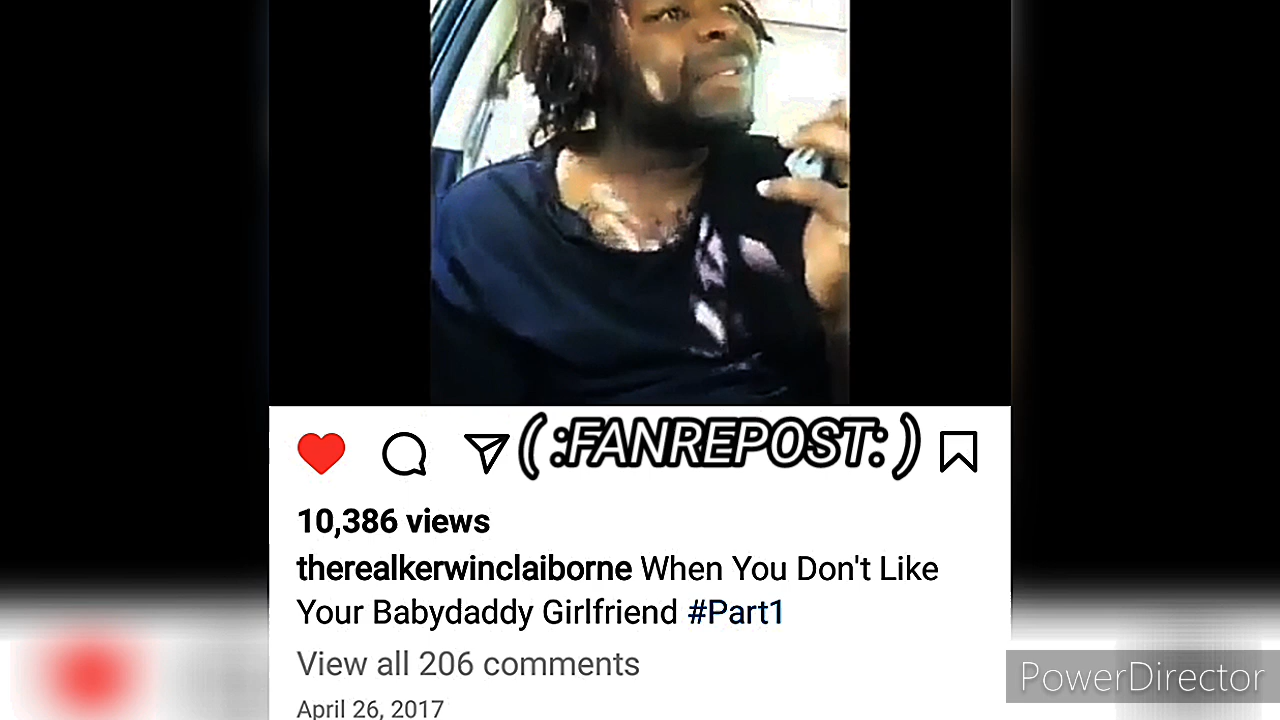 ( :FANREPOST: )
10,386 views
therealkerwinclaiborne When You Don't Like
Your Babydaddy Girlfriend #Part1
View all 206 comments
April 26, 2017
PowerDirector